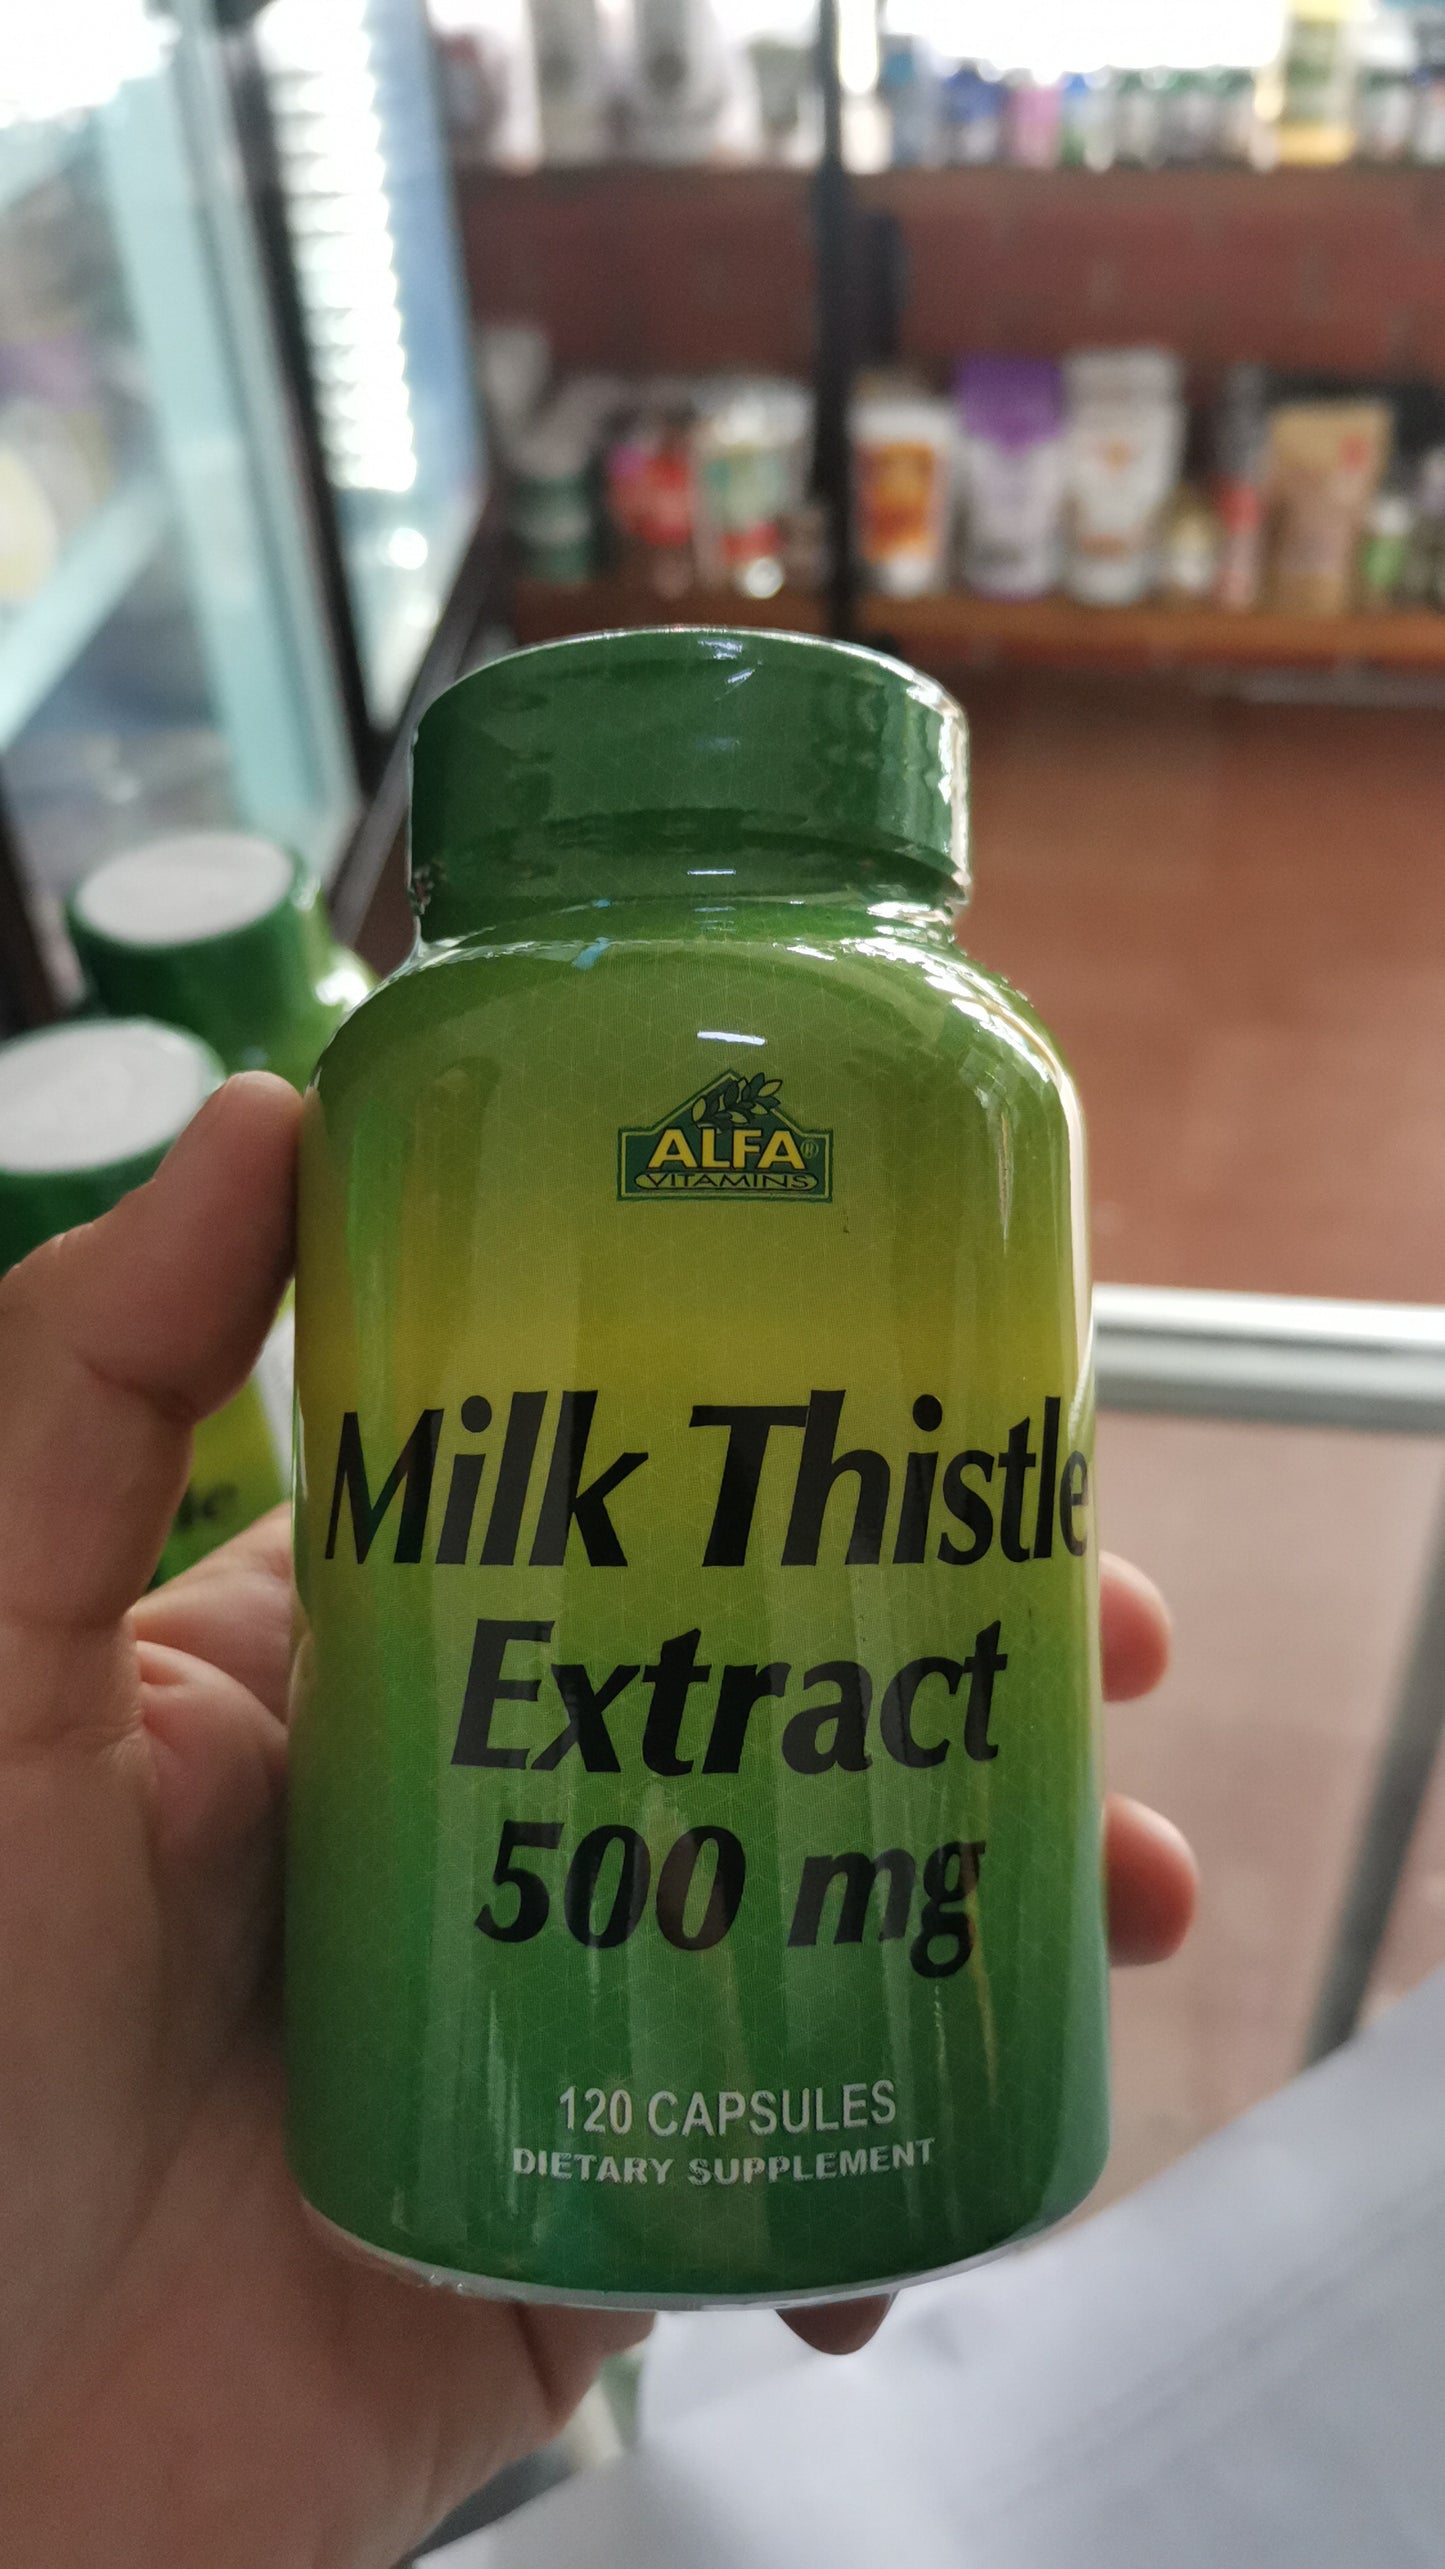 ALFA®
VITAMINS
Milk Thistle
Extract
500 mg
120 CAPSULES
DIETARY SUPPLEMENT